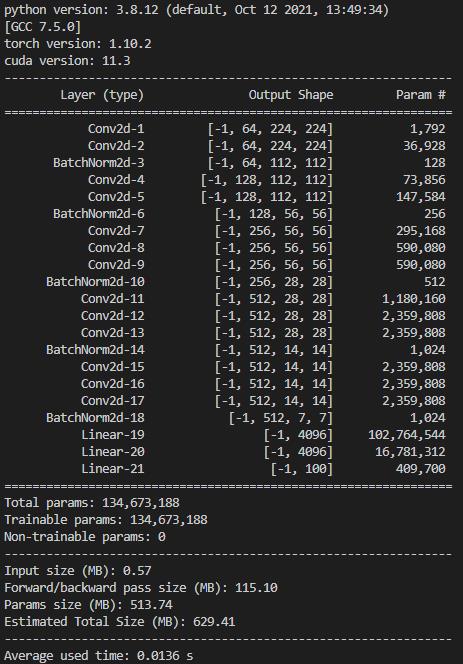 python version: 3.8.12 (default, Oct 12 2021, 13:49:34)
[GCC 7.5.0]
torch version: 1.10.2
cuda version: 11.3
----------------------------------------------------------------
Layer (type) Output Shape Param #
================================================================
Conv2d-1 [-1, 64, 224, 224] 1,792
Conv2d-2 [-1, 64, 224, 224] 36,928
BatchNorm2d-3 [-1, 64, 112, 112] 128
Conv2d-4 [-1, 128, 112, 112] 73,856
Conv2d-5 [-1, 128, 112, 112] 147,584
BatchNorm2d-6 [-1, 128, 56, 56] 256
Conv2d-7 [-1, 256, 56, 56] 295,168
Conv2d-8 [-1, 256, 56, 56] 590,080
Conv2d-9 [-1, 256, 56, 56] 590,080
BatchNorm2d-10 [-1, 256, 28, 28] 512
Conv2d-11 [-1, 512, 28, 28] 1,180,160
Conv2d-12 [-1, 512, 28, 28] 2,359,808
Conv2d-13 [-1, 512, 28, 28] 2,359,808
BatchNorm2d-14 [-1, 512, 14, 14] 1,024
Conv2d-15 [-1, 512, 14, 14] 2,359,808
Conv2d-16 [-1, 512, 14, 14] 2,359,808
Conv2d-17 [-1, 512, 14, 14] 2,359,808
BatchNorm2d-18 [-1, 512, 7, 7] 1,024
Linear-19 [-1, 4096] 102,764,544
Linear-20 [-1, 4096] 16,781,312
Linear-21 [-1, 100] 409,700
================================================================
Total params: 134,673,188
Trainable params: 134,673,188
Non-trainable params: 0
----------------------------------------------------------------
Input size (MB): 0.57
Forward/backward pass size (MB): 115.10
Params size (MB): 513.74
Estimated Total Size (MB): 629.41
----------------------------------------------------------------
Average used time: 0.0136 s